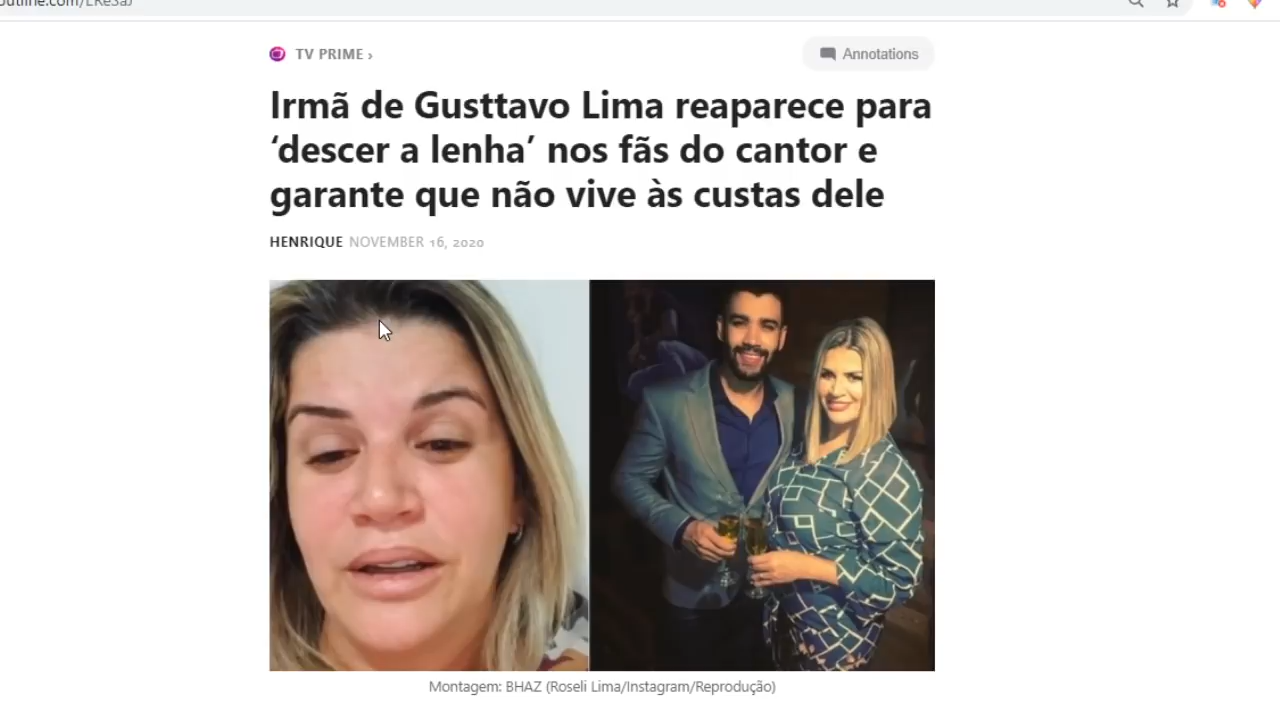 TV PRIME ›
Annotations
Irmã de Gusttavo Lima reaparece para
‘descer a lenha’ nos fãs do cantor e
garante que não vive às custas dele
HENRIQUE NOVEMBER 16, 2020
Montagem: BHAZ (Roseli Lima/Instagram/Reprodução)